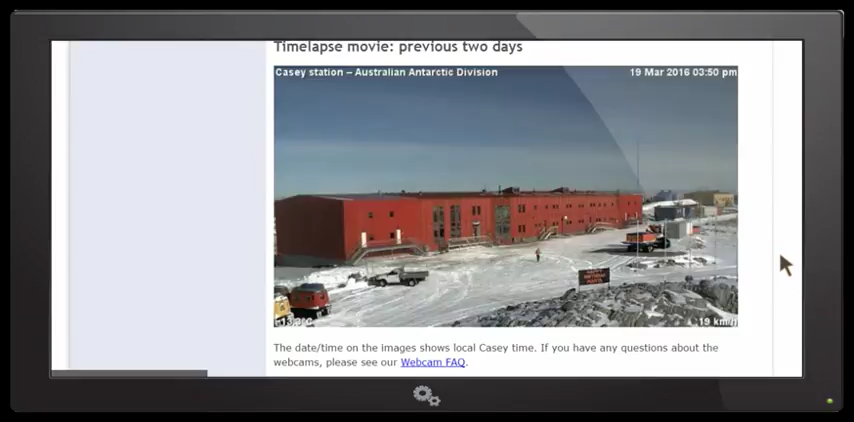 Timelapse movie: previous two days
Casey station – Australian Antarctic Division
19 Mar 2016 03:50 pm
HAPPY
BIRTHDAY
19 km/h
The date/time on the images shows local Casey time. If you have any questions about the
webcams, please see our Webcam FAQ.